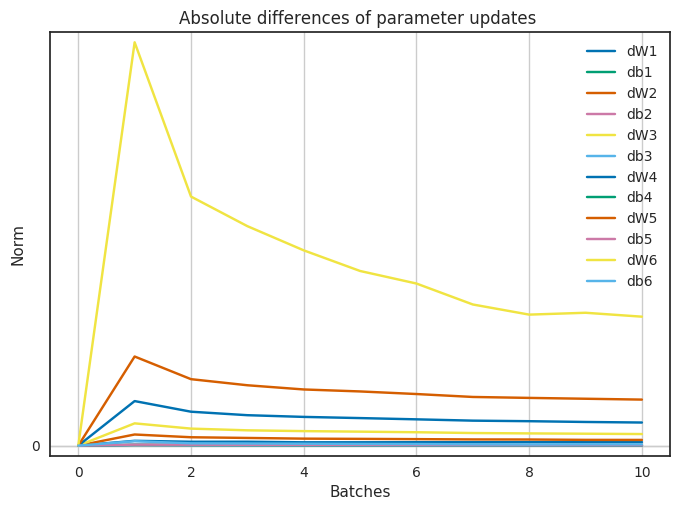 Absolute differences of parameter updates
Norm
0
dW1
db1
dW2
db2
dW3
db3
dW4
db4
dW5
db5
dW6
db6
0 2 4 6 8 10
Batches